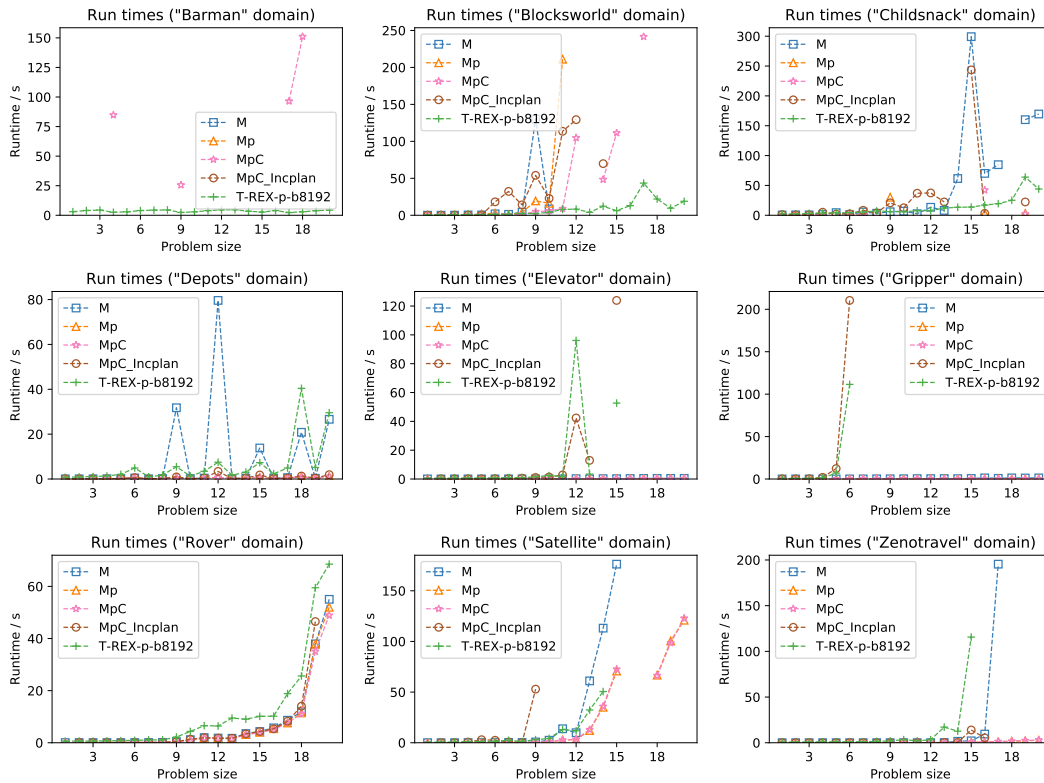 Run times ("Barman" domain)
Runtime / s
150
125
100
75
50
25
0
M
Mp
MpC
MpC_Incplan
T-REX-p-b8192
3 6 9 12 15 18
Problem size
Run times ("Blocksworld" domain)
Runtime / s
250
200
150
100
50
0
M
Mp
MpC
MpC_Incplan
T-REX-p-b8192
3 6 9 12 15 18
Problem size
Run times ("Childsnack" domain)
Runtime / s
300
250
200
150
100
50
0
M
Mp
MpC
MpC_Incplan
T-REX-p-b8192
3 6 9 12 15 18
Problem size
Run times ("Depots" domain)
Runtime / s
80
60
40
20
0
M
Mp
MpC
MpC_Incplan
T-REX-p-b8192
3 6 9 12 15 18
Problem size
Run times ("Elevator" domain)
Runtime / s
120
100
80
60
40
20
0
M
Mp
MpC
MpC_Incplan
T-REX-p-b8192
3 6 9 12 15 18
Problem size
Run times ("Gripper" domain)
Runtime / s
200
150
100
50
0
M
Mp
MpC
MpC_Incplan
T-REX-p-b8192
3 6 9 12 15 18
Problem size
Run times ("Rover" domain)
Runtime / s
60
40
20
0
M
Mp
MpC
MpC_Incplan
T-REX-p-b8192
3 6 9 12 15 18
Problem size
Run times ("Satellite" domain)
Runtime / s
150
100
50
0
M
Mp
MpC
MpC_Incplan
T-REX-p-b8192
3 6 9 12 15 18
Problem size
Run times ("Zenotravel" domain)
Runtime / s
200
150
100
50
0
M
Mp
MpC
MpC_Incplan
T-REX-p-b8192
3 6 9 12 15 18
Problem size